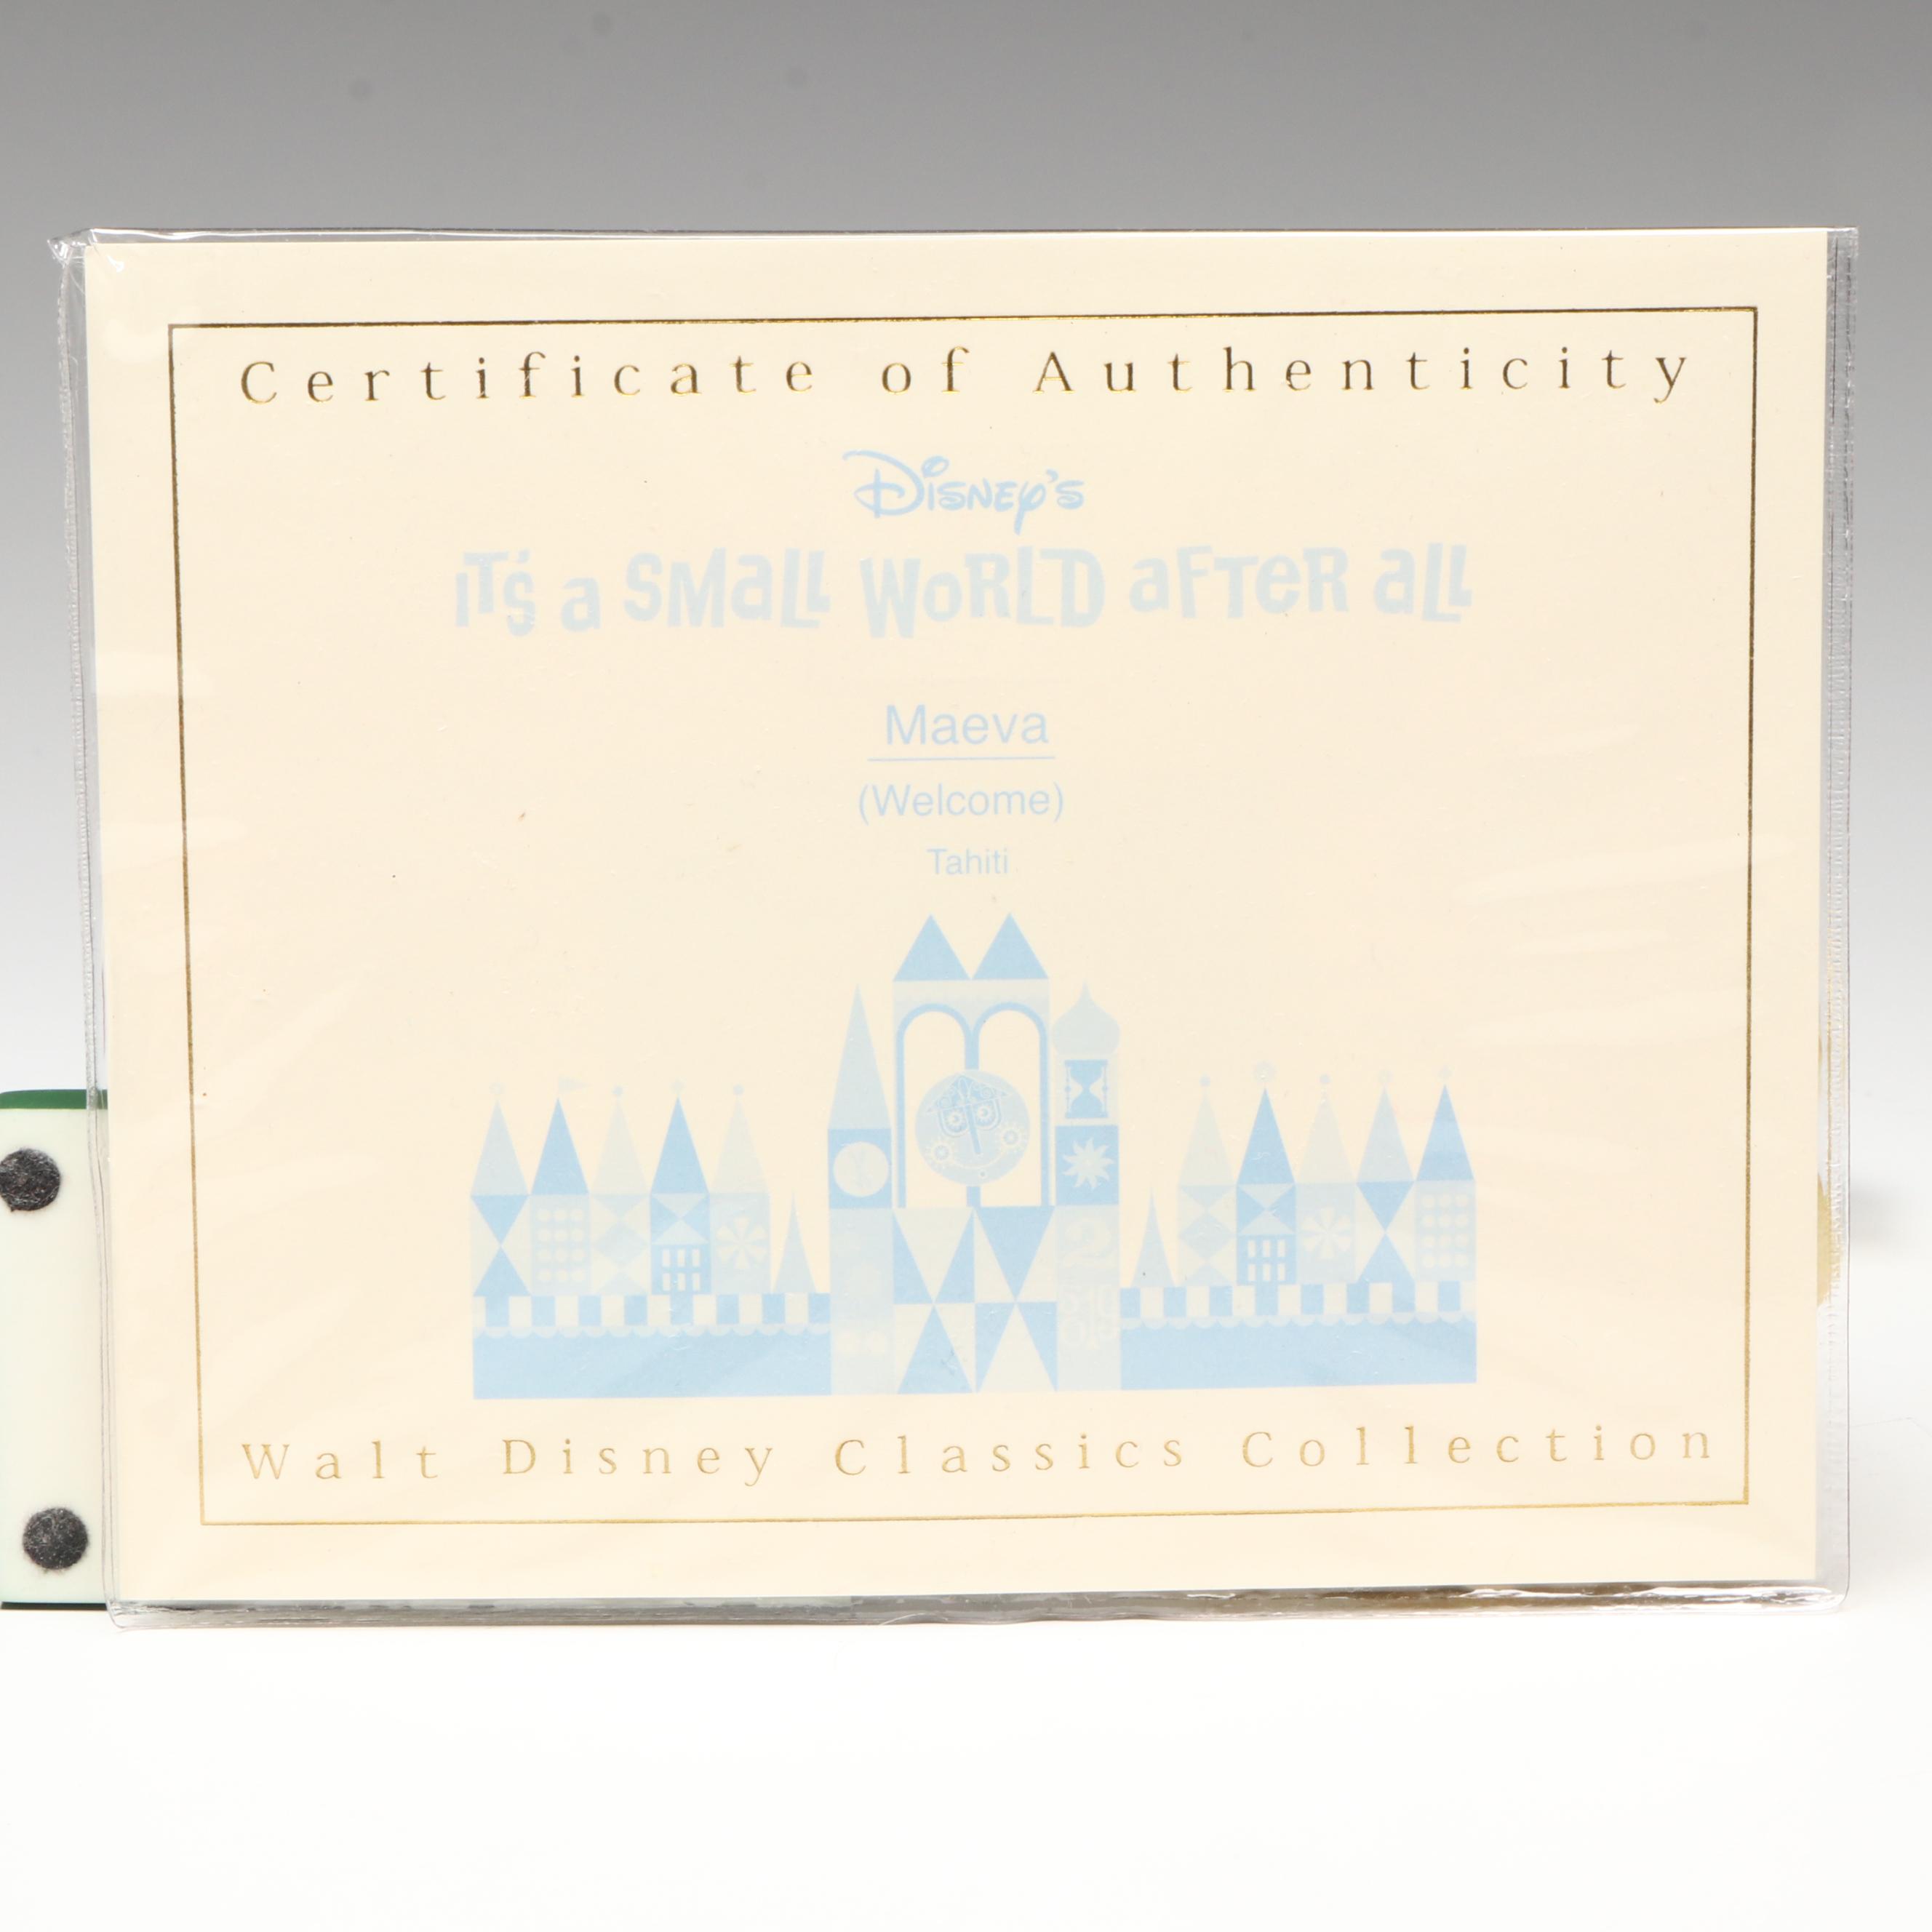 Certificate of Authenticity
Disney's
it's a small world after all
Maeva
(Welcome)
Tahiti
Walt Disney Classics Collection